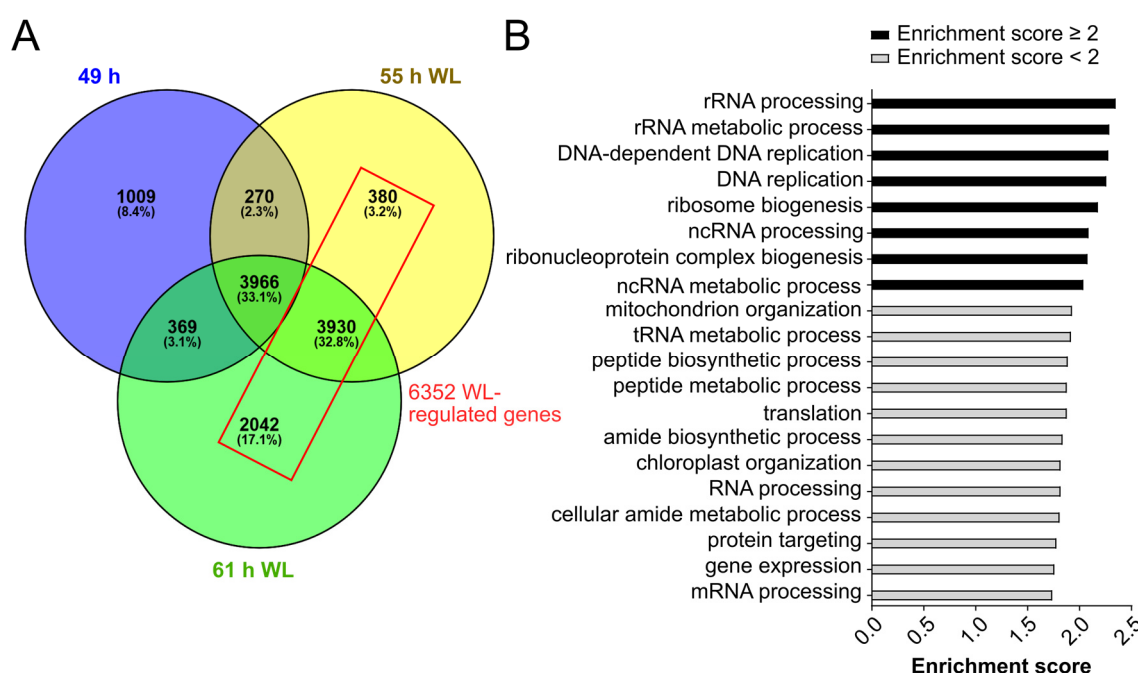 A
49 h
55 h WL
1009
(8.4%)
270
(2.3%)
380
(3.2%)
3966
(33.1%)
369
(3.1%)
3930
(32.8%)
2042
(17.1%)
6352 WL-
regulated genes
61 h WL
B
Enrichment score ≥ 2
Enrichment score < 2
rRNA processing
rRNA metabolic process
DNA-dependent DNA replication
DNA replication
ribosome biogenesis
ncRNA processing
ribonucleoprotein complex biogenesis
ncRNA metabolic process
mitochondrion organization
tRNA metabolic process
peptide biosynthetic process
peptide metabolic process
translation
amide biosynthetic process
chloroplast organization
RNA processing
cellular amide metabolic process
protein targeting
gene expression
mRNA processing
0.0 0.5 1.0 1.5 2.0 2.5
Enrichment score